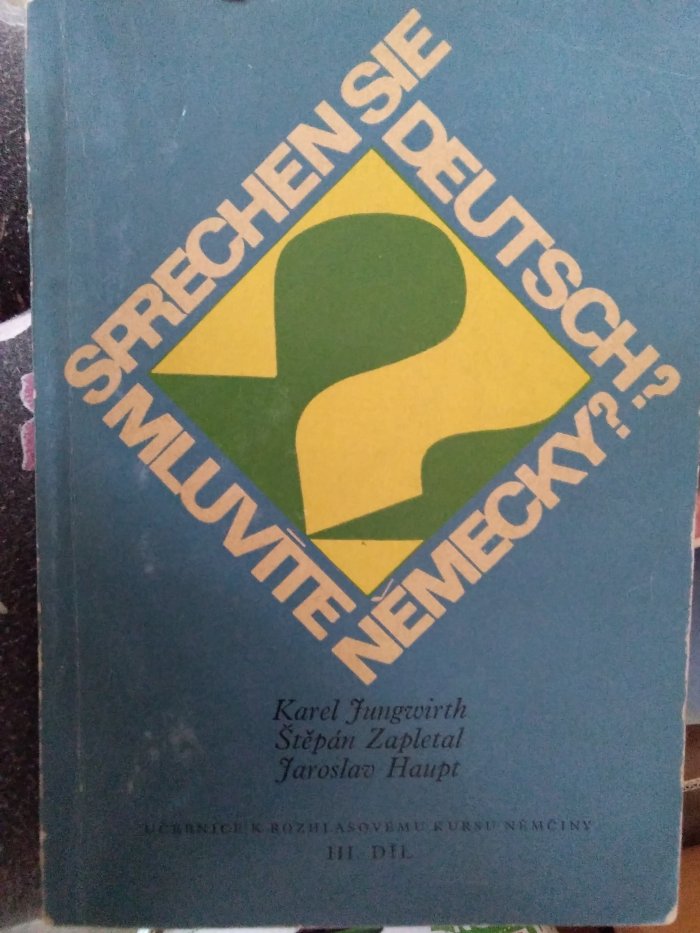 SPRECHEN SIE
DEUTSCH?
MLUVÍTE
NĚMECKY?
Karel Jungwirth
Štěpán Zapletal
Jaroslav Haupt
UČEBNICE K ROZHLASOVÉMU KURSU NĚMČINY
III. DÍL